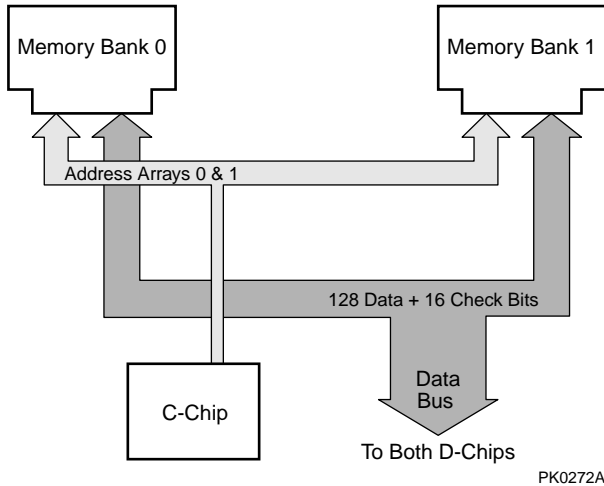 Memory Bank 0
Memory Bank 1
Address Arrays 0 & 1
128 Data + 16 Check Bits
C-Chip
Data
Bus
To Both D-Chips
PK0272A